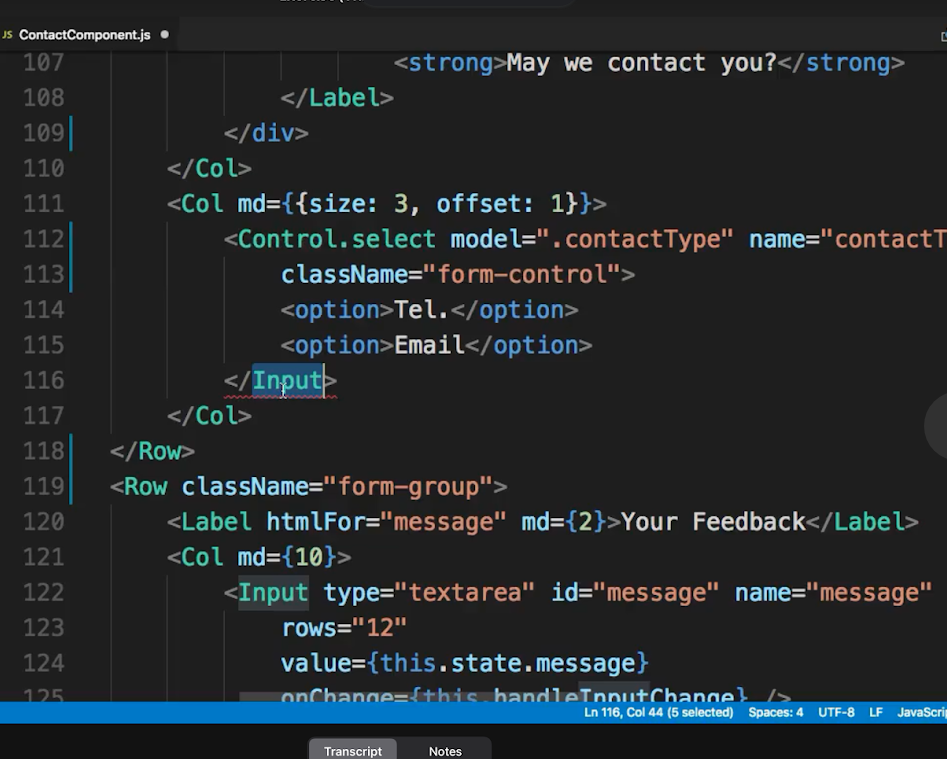 JS ContactComponent.js
107 <strong>May we contact you?</strong>
108 </Label>
109 </div>
110 </Col>
111 <Col md={{size: 3, offset: 1}}>
112 <Control.select model=".contactType" name="contactT
113 className="form-control">
114 <option>Tel.</option>
115 <option>Email</option>
116 </Input>
117 </Col>
118 </Row>
119 <Row className="form-group">
120 <Label htmlFor="message" md={2}>Your Feedback</Label>
121 <Col md={10}>
122 <Input type="textarea" id="message" name="message"
123 rows="12"
124 value={this.state.message}
125 onChange={this.handleInputChange} />
Ln 116, Col 44 (5 selected) Spaces: 4 UTF-8 LF JavaScri
Transcript Notes